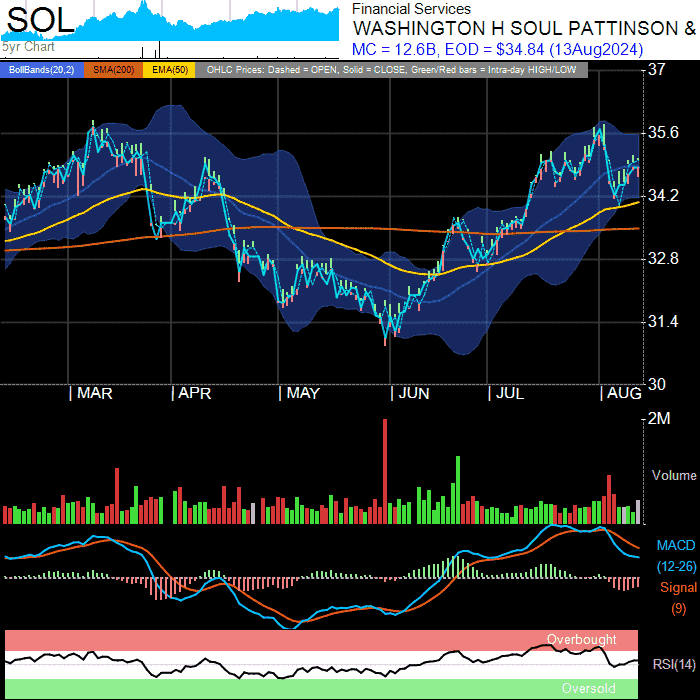 SOL
5yr Chart
Financial Services
WASHINGTON H SOUL PATTINSON &
MC = 12.6B, EOD = $34.84 (13Aug2024)
BollBands(20,2) SMA(200) EMA(50) OHLC Prices: Dashed = OPEN, Solid = CLOSE, Green/Red bars = Intra-day HIGH/LOW
37
35.6
34.2
32.8
31.4
30
| MAR | APR | MAY | JUN | JUL | AUG
2M
Volume
MACD
(12-26)
Signal
(9)
Overbought
RSI(14)
Oversold